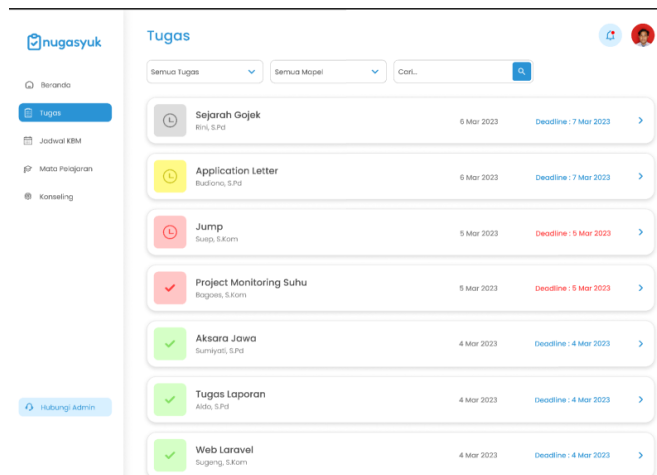 nugasyuk
Beranda
Tugas
Jadwal KBM
Mata Pelajaran
Konseling
Hubungi Admin
Tugas
Semua Tugas
Semua Mapel
Cari...
Sejarah Gojek
Rini, S.Pd
6 Mar 2023
Deadline : 7 Mar 2023
Application Letter
Budiono, S.Pd
6 Mar 2023
Deadline : 7 Mar 2023
Jump
Suep, S.Kom
5 Mar 2023
Deadline : 5 Mar 2023
Project Monitoring Suhu
Bagoes, S.Kom
5 Mar 2023
Deadline : 5 Mar 2023
Aksara Jawa
Sumiyati, S.Pd
4 Mar 2023
Deadline : 4 Mar 2023
Tugas Laporan
Aldo, S.Pd
4 Mar 2023
Deadline : 4 Mar 2023
Web Laravel
Sugeng, S.Kom
4 Mar 2023
Deadline : 4 Mar 2023